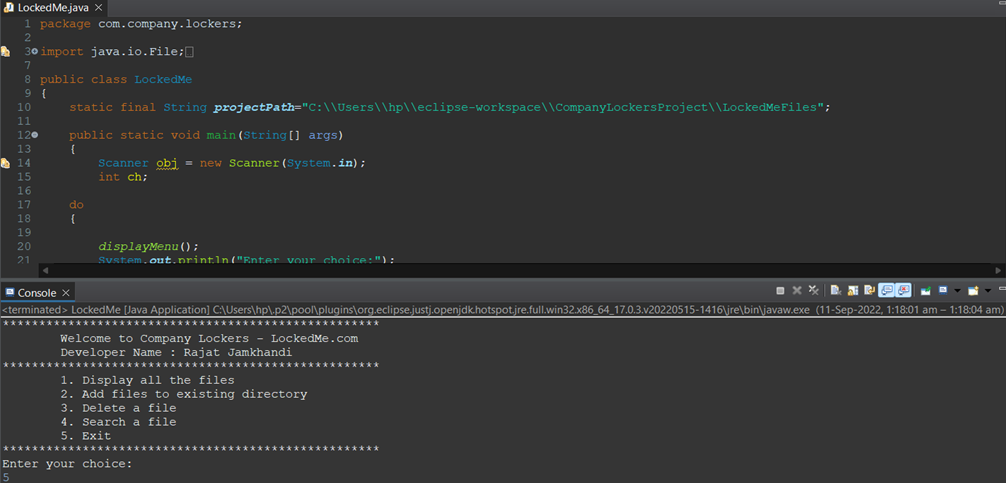 LockedMe.java
1 package com.company.lockers;
2
3 import java.io.File;
7
8 public class LockedMe
9 {
10 static final String projectPath="C:\\Users\\hp\\eclipse-workspace\\CompanyLockersProject\\LockedMeFiles";
11
12 public static void main(String[] args)
13 {
14 Scanner obj = new Scanner(System.in);
15 int ch;
16
17 do
18 {
19
20 displayMenu();
21 System.out.println("Enter your choice:");
Console
<terminated> LockedMe [Java Application] C:\Users\hp\.p2\pool\plugins\org.eclipse.justj.openjdk.hotspot.jre.full.win32.x86_64_17.0.3.v20220515-1416\jre\bin\javaw.exe (11-Sep-2022, 1:18:01 am – 1:18:04 am)
****************************************************
Welcome to Company Lockers - LockedMe.com
Developer Name : Rajat Jamkhandi
****************************************************
1. Display all the files
2. Add files to existing directory
3. Delete a file
4. Search a file
5. Exit
****************************************************
Enter your choice:
5